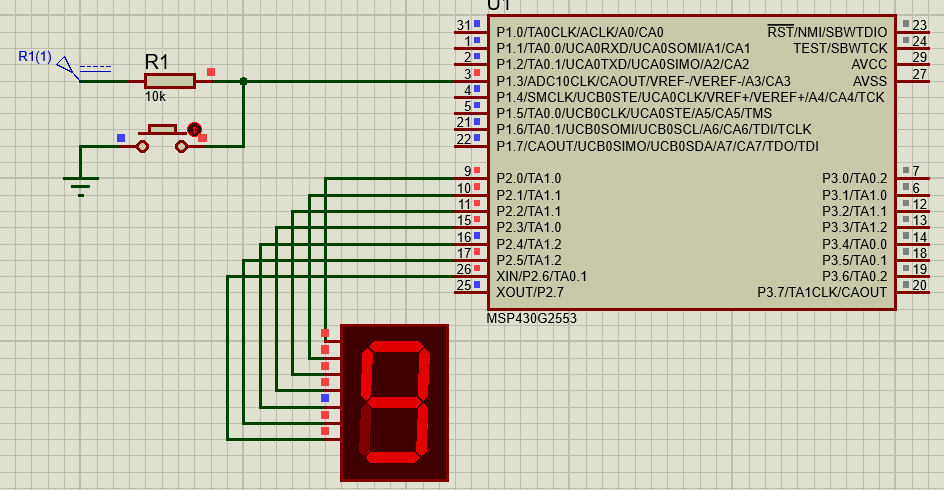 U1
R1(1)
R1
10k
31 P1.0/TA0CLK/ACLK/A0/CA0
1 P1.1/TA0.0/UCA0RXD/UCA0SOMI/A1/CA1
2 P1.2/TA0.1/UCA0TXD/UCA0SIMO/A2/CA2
3 P1.3/ADC10CLK/CAOUT/VREF-/VEREF-/A3/CA3
4 P1.4/SMCLK/UCB0STE/UCA0CLK/VREF+/VEREF+/A4/CA4/TCK
5 P1.5/TA0.0/UCB0CLK/UCA0STE/A5/CA5/TMS
21 P1.6/TA0.1/UCB0SOMI/UCB0SCL/A6/CA6/TDI/TCLK
22 P1.7/CAOUT/UCB0SIMO/UCB0SDA/A7/CA7/TDO/TDI
RST/NMI/SBWTDIO 23
TEST/SBWTCK 24
AVCC 29
AVSS 27
9 P2.0/TA1.0
10 P2.1/TA1.1
11 P2.2/TA1.1
15 P2.3/TA1.0
16 P2.4/TA1.2
17 P2.5/TA1.2
26 XIN/P2.6/TA0.1
25 XOUT/P2.7
P3.0/TA0.2 7
P3.1/TA1.0 6
P3.2/TA1.1 12
P3.3/TA1.2 13
P3.4/TA0.0 14
P3.5/TA0.1 18
P3.6/TA0.2 19
P3.7/TA1CLK/CAOUT 20
MSP430G2553
9